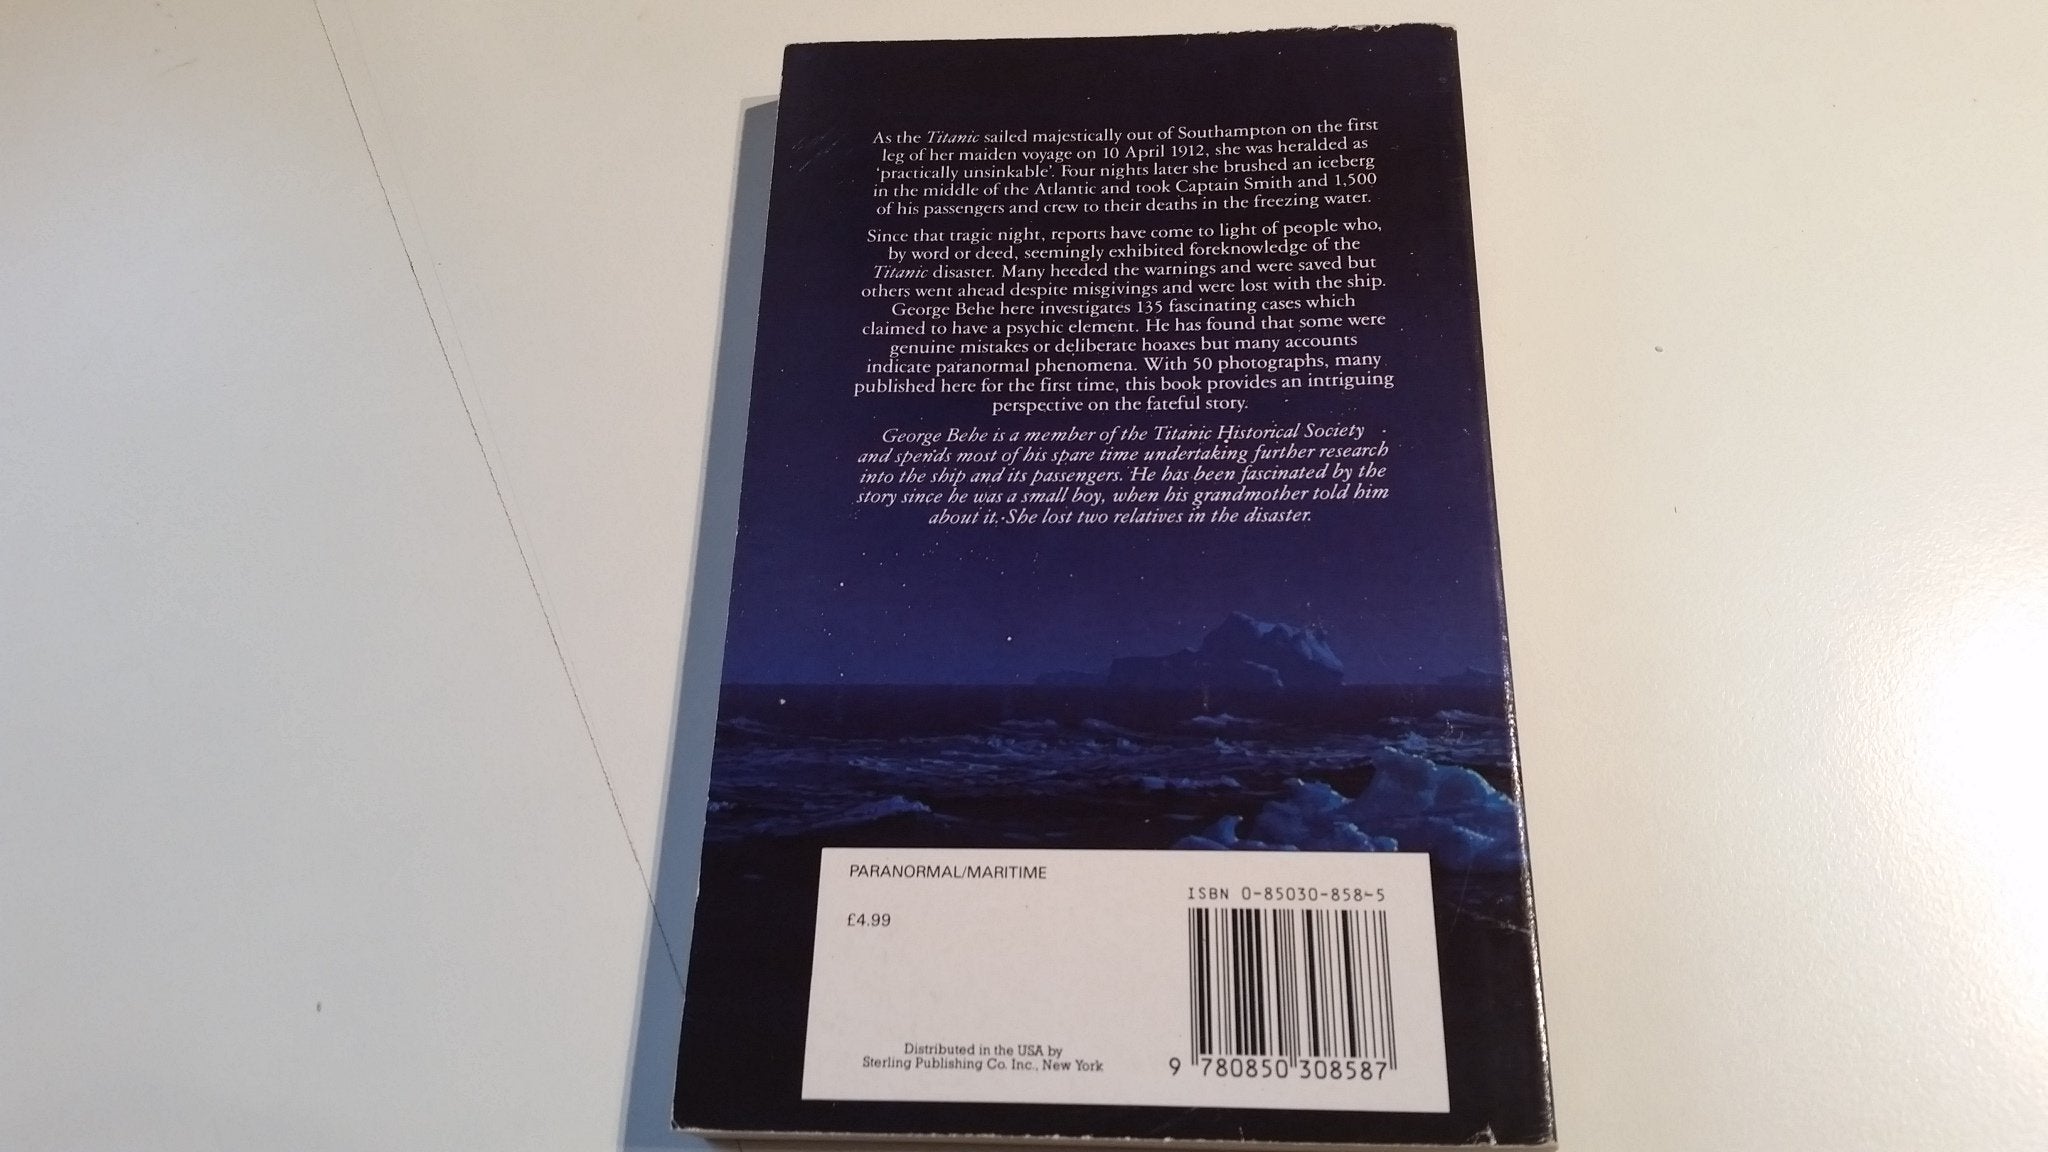 As the Titanic sailed majestically out of Southampton on the first
leg of her maiden voyage on 10 April 1912, she was heralded as
‘practically unsinkable’. Four nights later she brushed an iceberg
in the middle of the Atlantic and took Captain Smith and 1,500
of his passengers and crew to their deaths in the freezing water.
Since that tragic night, reports have come to light of people who,
by word or deed, seemingly exhibited foreknowledge of the
Titanic disaster. Many heeded the warnings and were saved but
others went ahead despite misgivings and were lost with the ship.
George Behe here investigates 135 fascinating cases which
claimed to have a psychic element. He has found that some were
genuine mistakes or deliberate hoaxes but many accounts
indicate paranormal phenomena. With 50 photographs, many
published here for the first time, this book provides an intriguing
perspective on the fateful story.
George Behe is a member of the Titanic Historical Society
and spends most of his spare time undertaking further research
into the ship and its passengers. He has been fascinated by the
story since he was a small boy, when his grandmother told him
about it. She lost two relatives in the disaster.
PARANORMAL/MARITIME
£4.99
ISBN 0-85030-858-5
Distributed in the USA by
Sterling Publishing Co. Inc., New York
9 780850 308587